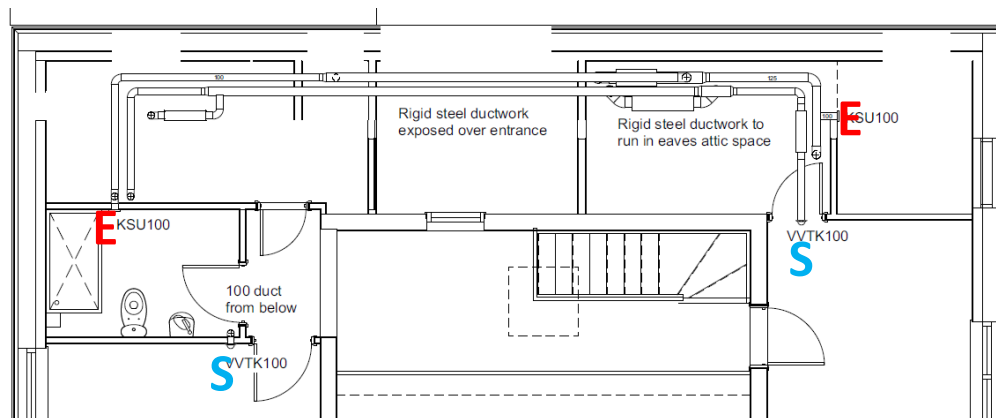 100
125
Rigid steel ductwork
exposed over entrance
Rigid steel ductwork to
run in eaves attic space
100
E
KSU100
E
KSU100
VVTK100
S
100 duct
from below
S
VVTK100